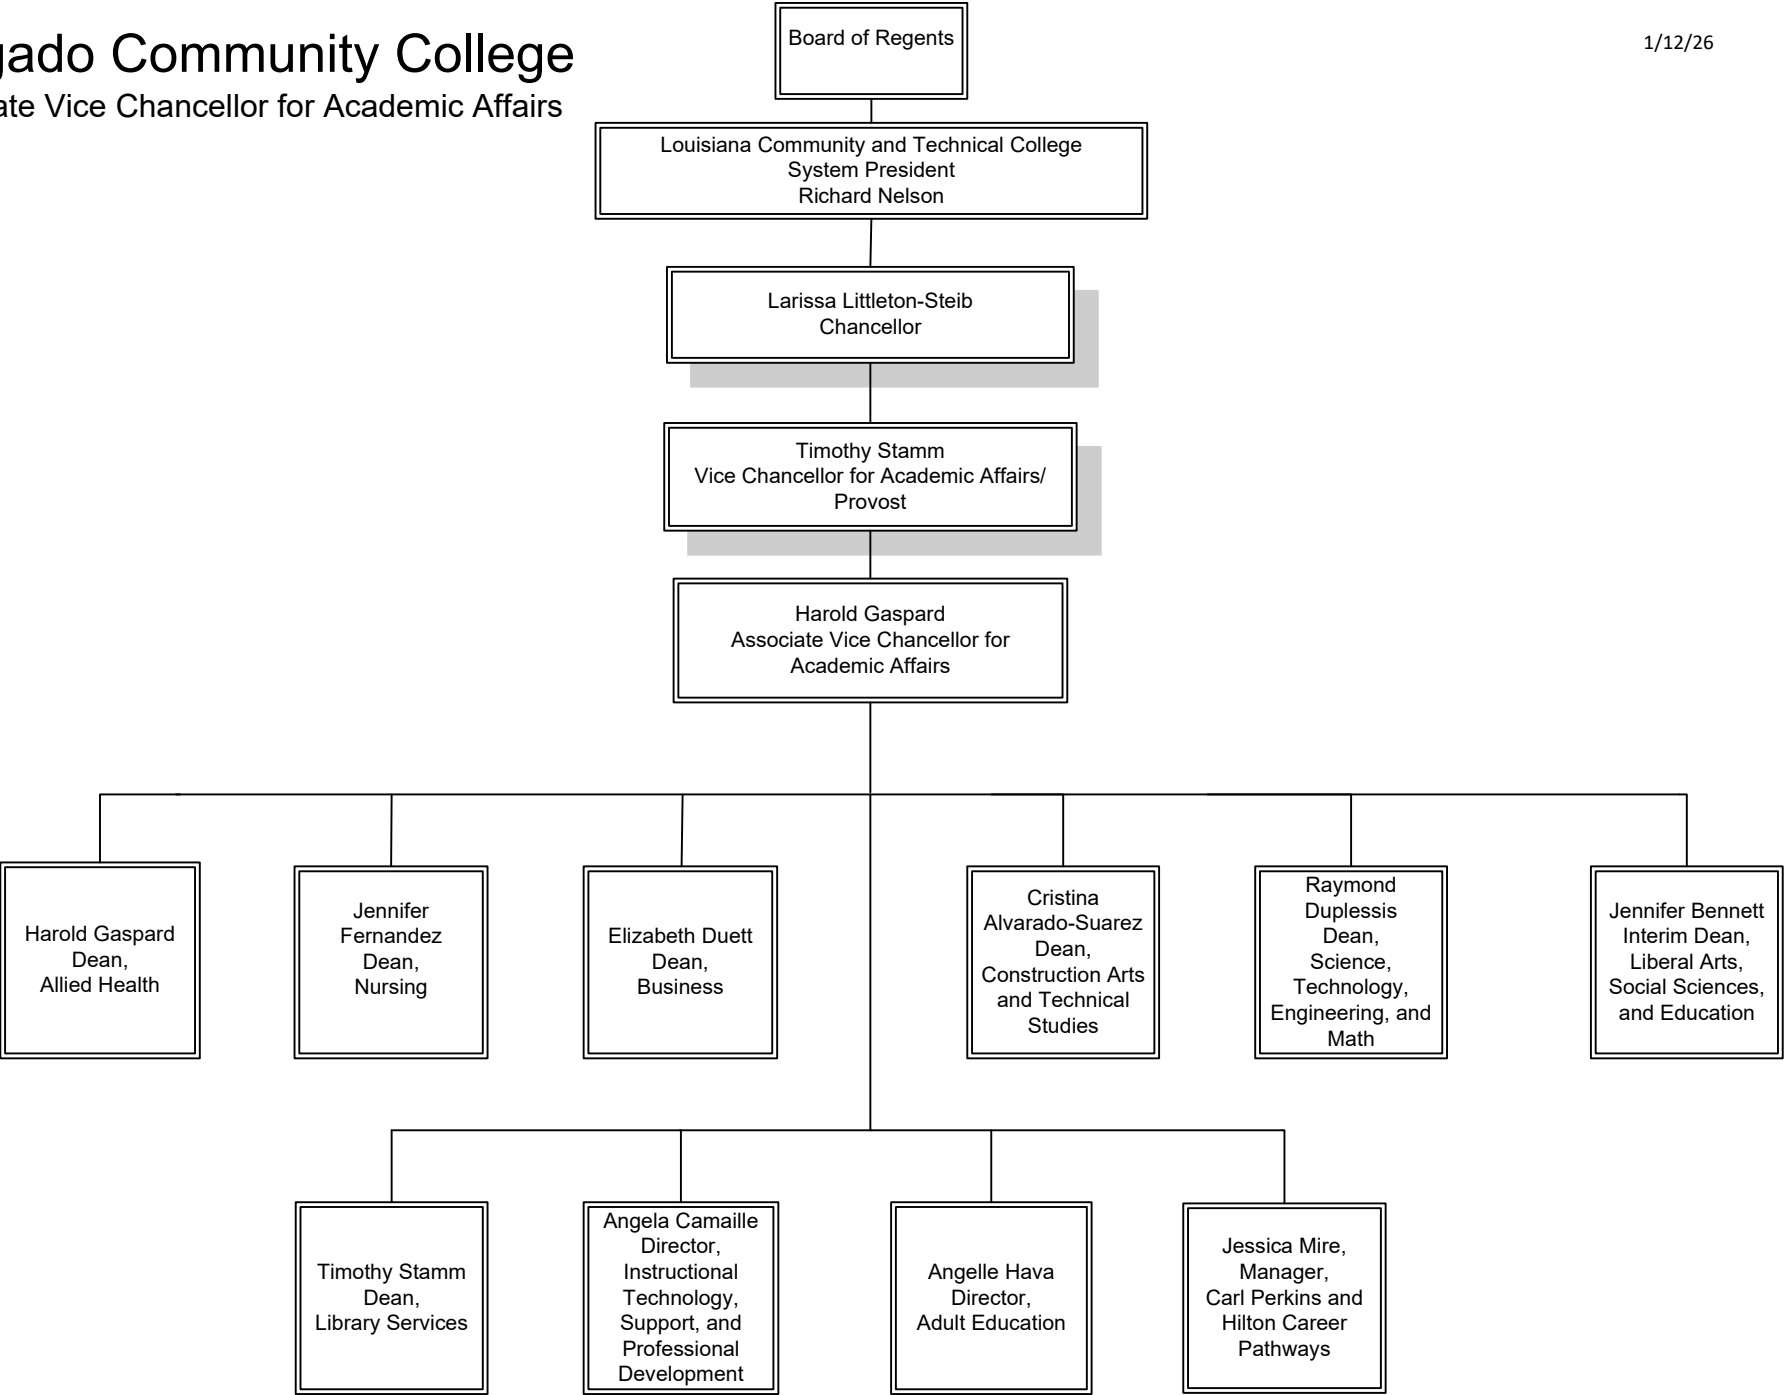 gado Community College
ate Vice Chancellor for Academic Affairs
1/12/26
Board of Regents
Louisiana Community and Technical College
System President
Richard Nelson
Larissa Littleton-Steib
Chancellor
Timothy Stamm
Vice Chancellor for Academic Affairs/
Provost
Harold Gaspard
Associate Vice Chancellor for
Academic Affairs
Harold Gaspard
Dean,
Allied Health
Jennifer
Fernandez
Dean,
Nursing
Elizabeth Duett
Dean,
Business
Cristina
Alvarado-Suarez
Dean,
Construction Arts
and Technical
Studies
Raymond
Duplessis
Dean,
Science,
Technology,
Engineering, and
Math
Jennifer Bennett
Interim Dean,
Liberal Arts,
Social Sciences,
and Education
Timothy Stamm
Dean,
Library Services
Angela Camaille
Director,
Instructional
Technology,
Support, and
Professional
Development
Angelle Hava
Director,
Adult Education
Jessica Mire,
Manager,
Carl Perkins and
Hilton Career
Pathways